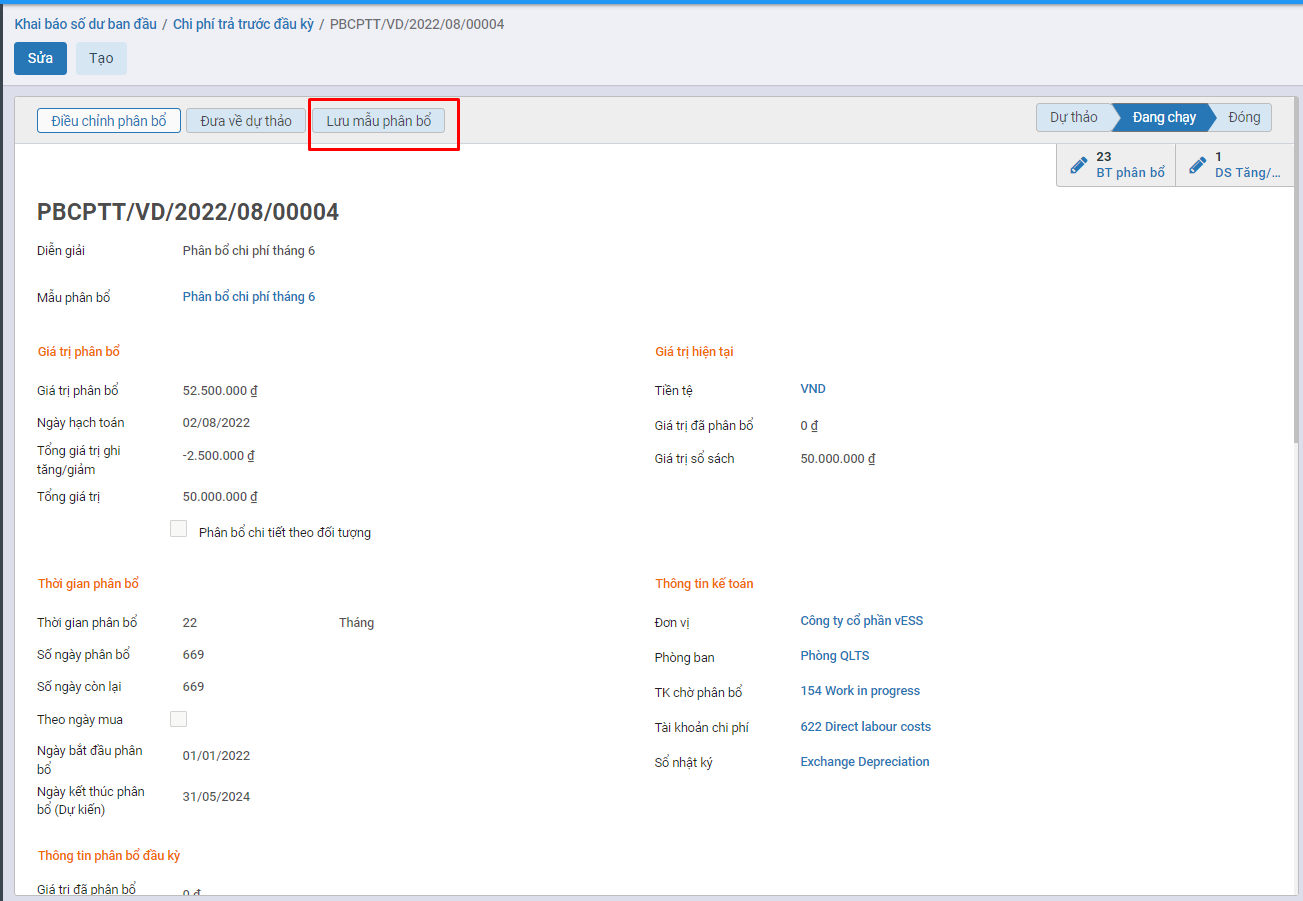 Khai báo số dư ban đầu / Chi phí trả trước đầu kỳ / PBCPTT/VD/2022/08/00004
Sửa Tạo
Điều chỉnh phân bổ Đưa về dự thảo Lưu mẫu phân bổ Dự thảo Đang chạy Đóng
23 1
BT phân bổ DS Tăng/...
PBCPTT/VD/2022/08/00004
Diễn giải Phân bổ chi phí tháng 6
Mẫu phân bổ Phân bổ chi phí tháng 6
Giá trị phân bổ Giá trị hiện tại
Giá trị phân bổ 52.500.000 ₫ Tiền tệ VND
Ngày hạch toán 02/08/2022 Giá trị đã phân bổ 0 ₫
Tổng giá trị ghi
tăng/giảm -2.500.000 ₫ Giá trị sổ sách 50.000.000 ₫
Tổng giá trị 50.000.000 ₫
Phân bổ chi tiết theo đối tượng
Thời gian phân bổ Thông tin kế toán
Thời gian phân bổ 22 Tháng Đơn vị Công ty cổ phần vESS
Số ngày phân bổ 669 Phòng ban Phòng QLTS
Số ngày còn lại 669 TK chờ phân bổ 154 Work in progress
Theo ngày mua Tài khoản chi phí 622 Direct labour costs
Ngày bắt đầu phân
bổ 01/01/2022 Sổ nhật ký Exchange Depreciation
Ngày kết thúc phân
bổ (Dự kiến) 31/05/2024
Thông tin phân bổ đầu kỳ
Giá trị đã phân bổ 0 ₫